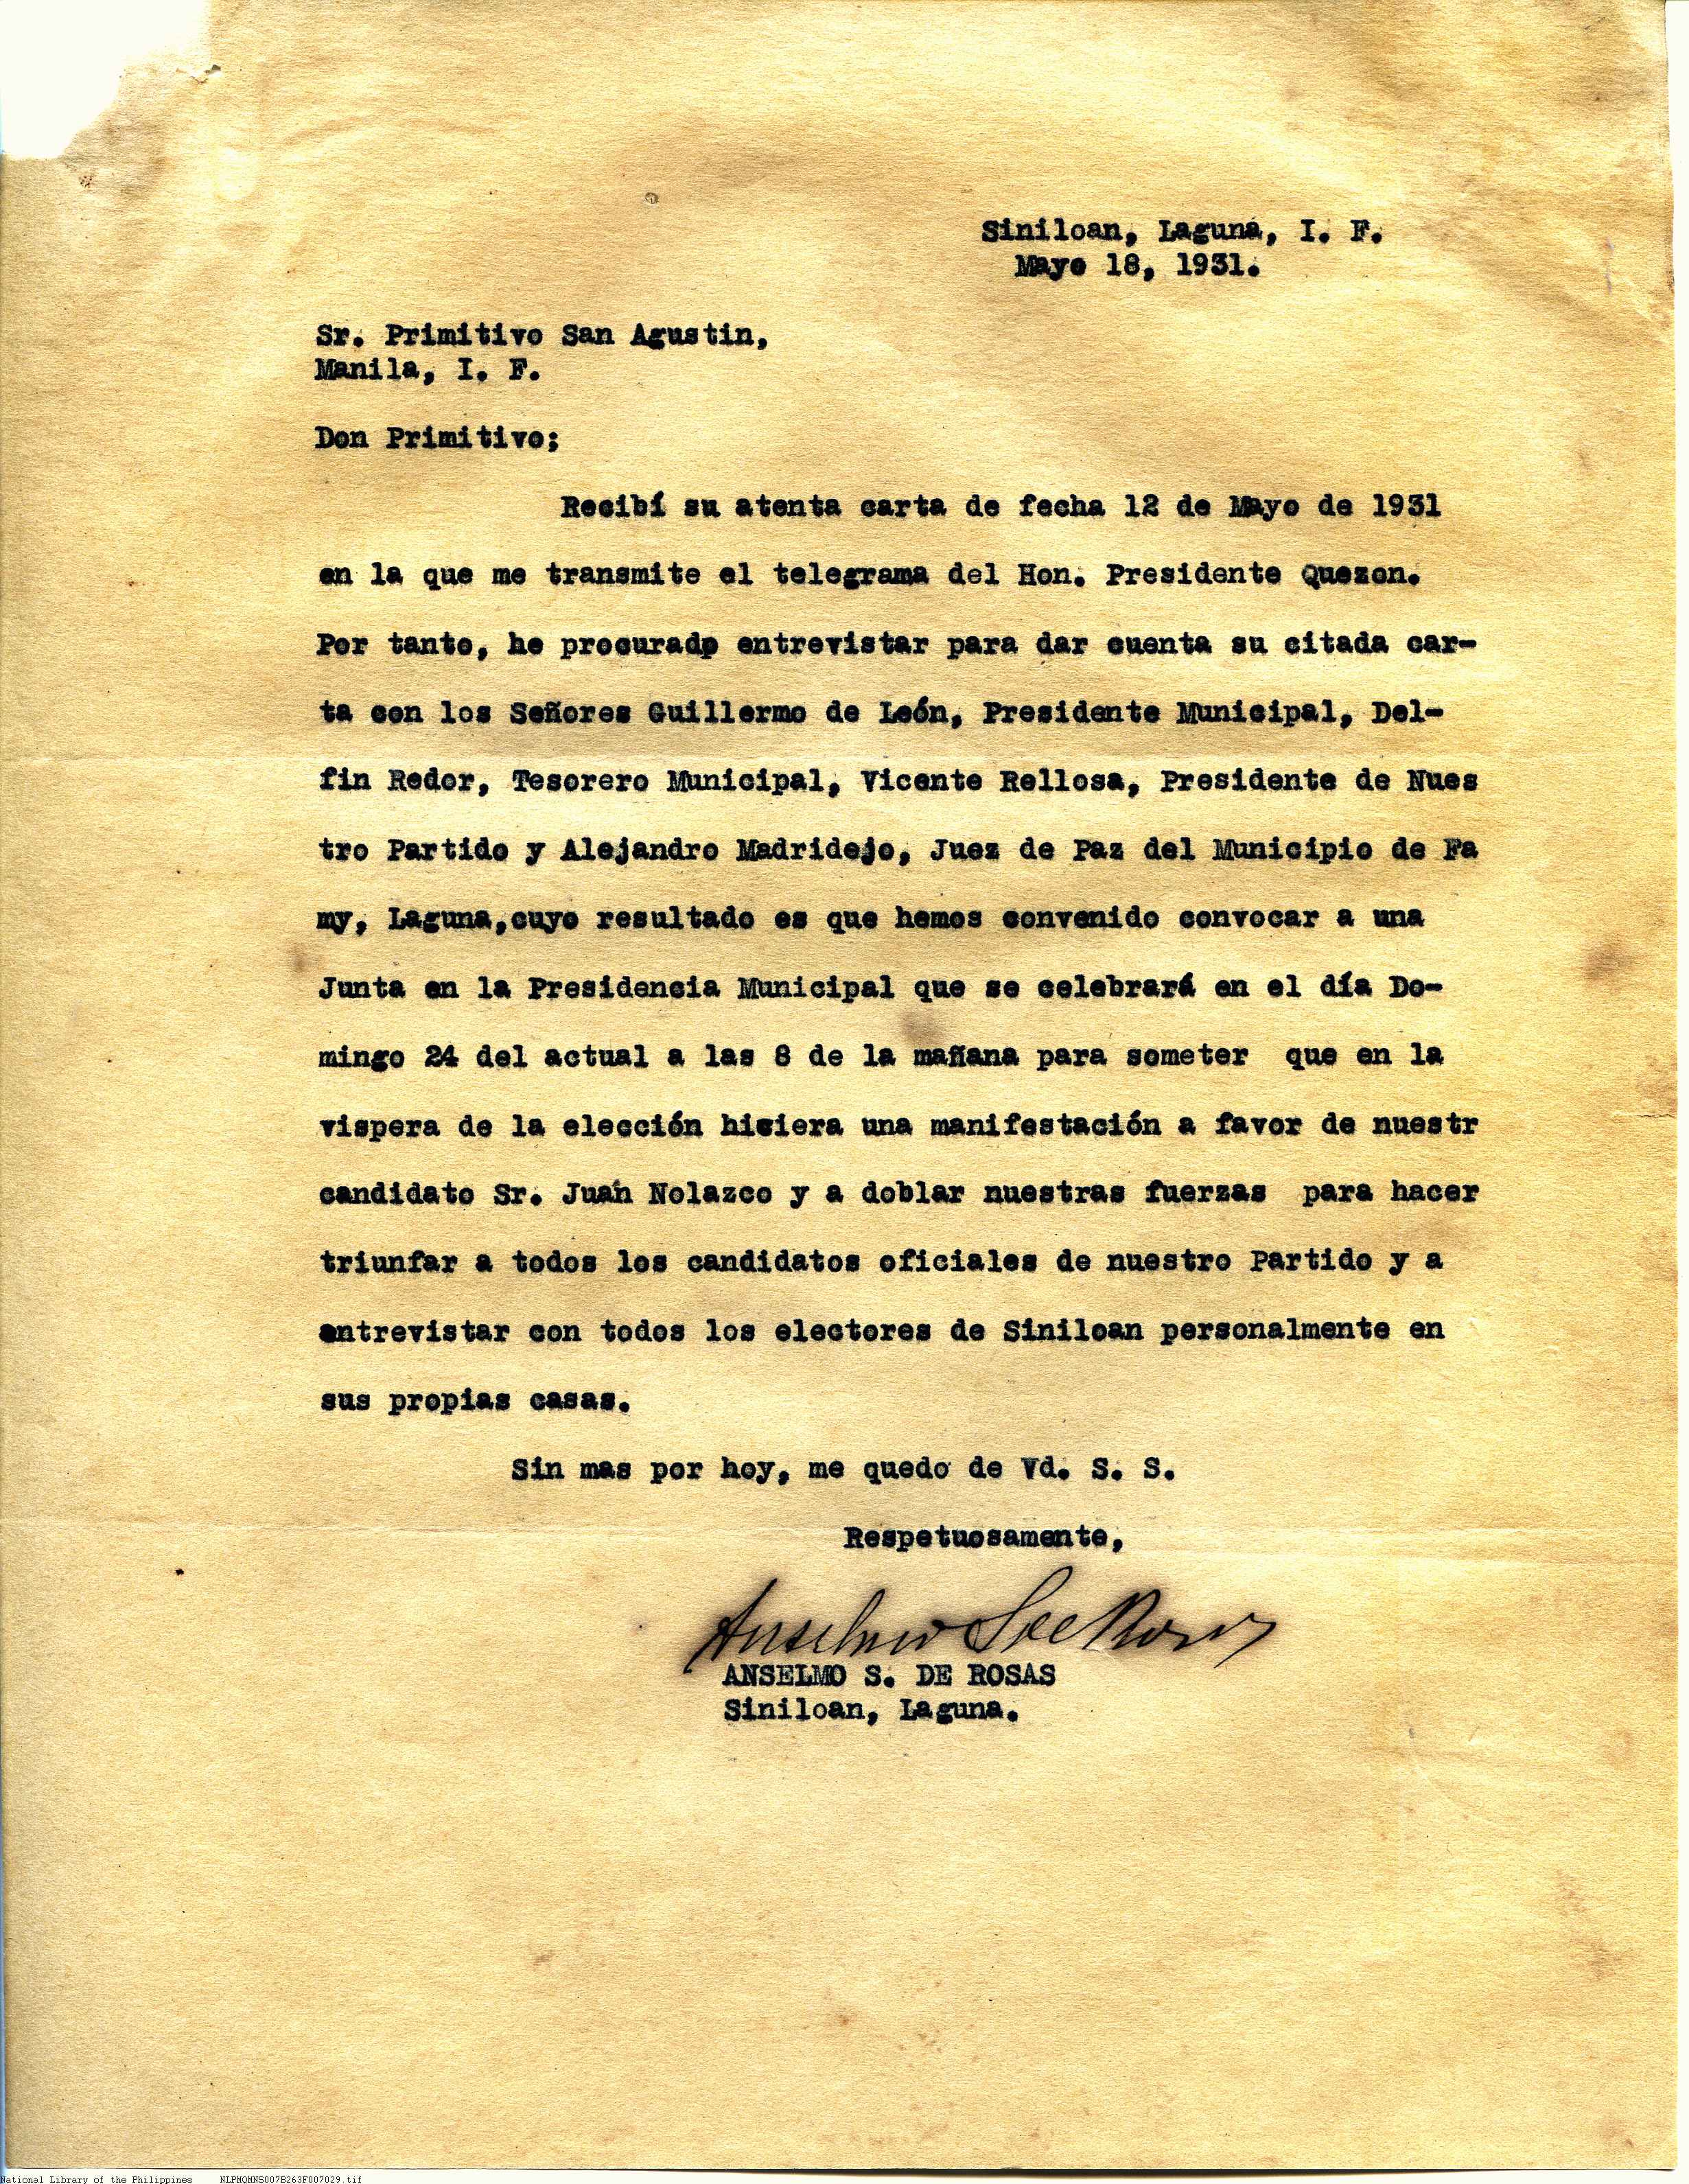 Siniloan, Laguna, I. F.
Mayo 18, 1931.
Sr. Primitivo San Agustin,
Manila, I. F.
Don Primitivo;
Recibí su atenta carta de fecha 12 de Mayo de 1931
en la que me transmite el telegrama del Hon. Presidente Quezon.
Por tanto, he procurado entrevistar para dar cuenta su citada car-
ta con los Señores Guillermo de León, Presidente Municipal, Del-
fin Redor, Tesorero Municipal, Vicente Rellosa, Presidente de Nues
tro Partido y Alejandro Madridejo, Juez de Paz del Municipio de Fa
my, Laguna,cuyo resultado es que hemos convenido convocar a una
Junta en la Presidencia Municipal que se celebrará en el día Do-
mingo 24 del actual a las 8 de la mañana para someter que en la
vispera de la elección hiciera una manifestación a favor de nuestr
candidato Sr. Juan Nolazco y a doblar nuestras fuerzas para hacer
triunfar a todos los candidatos oficiales de nuestro Partido y a
entrevistar con todos los electores de Siniloan personalmente en
sus propias casas.
Sin mas por hoy, me quedo de Vd. S. S.
Respetuosamente,
ANSELMO S. DE ROSAS
Siniloan, Laguna.
National Library of the Philippines NLPMQMNS007B263F007029.tif